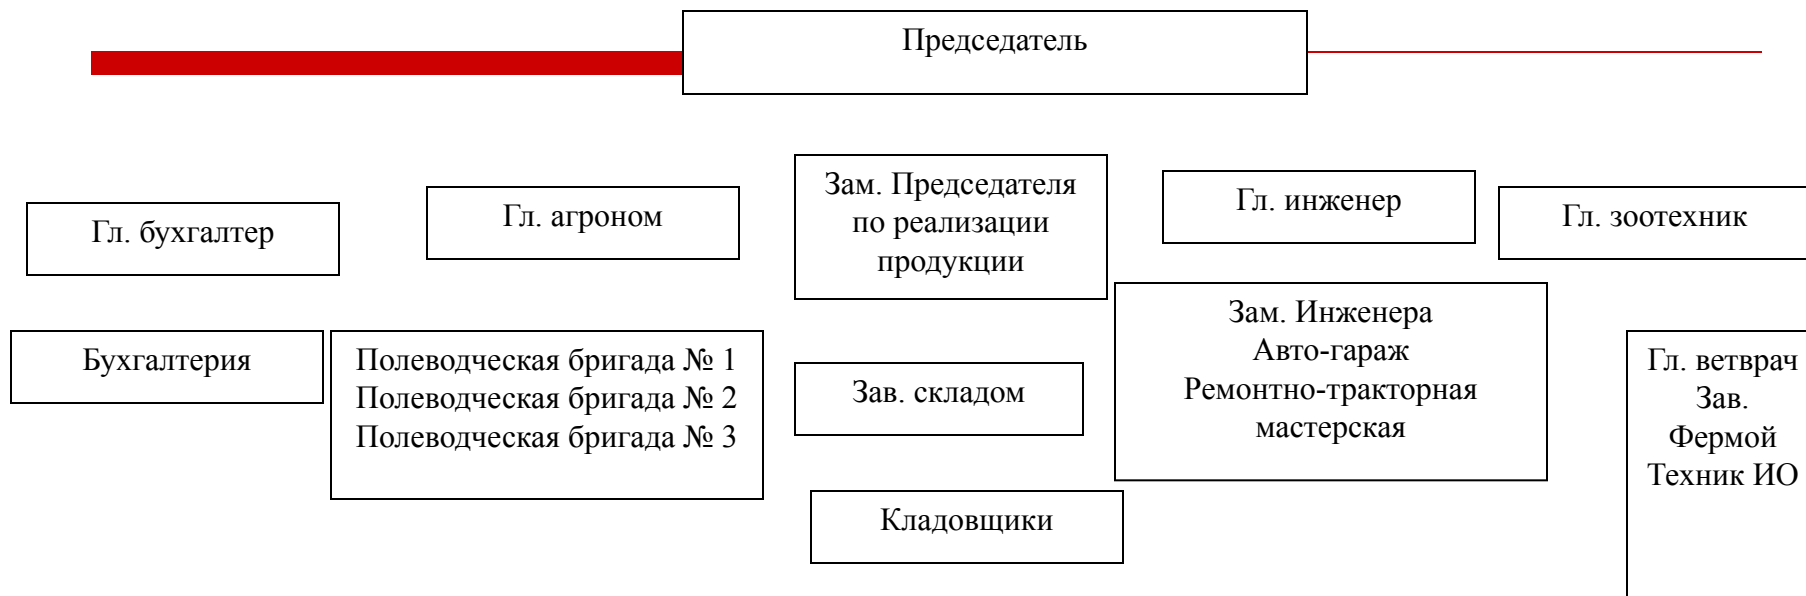 Председатель
Гл. бухгалтер
Гл. агроном
Зам. Председателя
по реализации
продукции
Гл. инженер
Гл. зоотехник
Бухгалтерия
Полеводческая бригада № 1
Полеводческая бригада № 2
Полеводческая бригада № 3
Зав. складом
Зам. Инженера
Авто-гараж
Ремонтно-тракторная
мастерская
Гл. ветврач
Зав.
Фермой
Техник ИО
Кладовщики